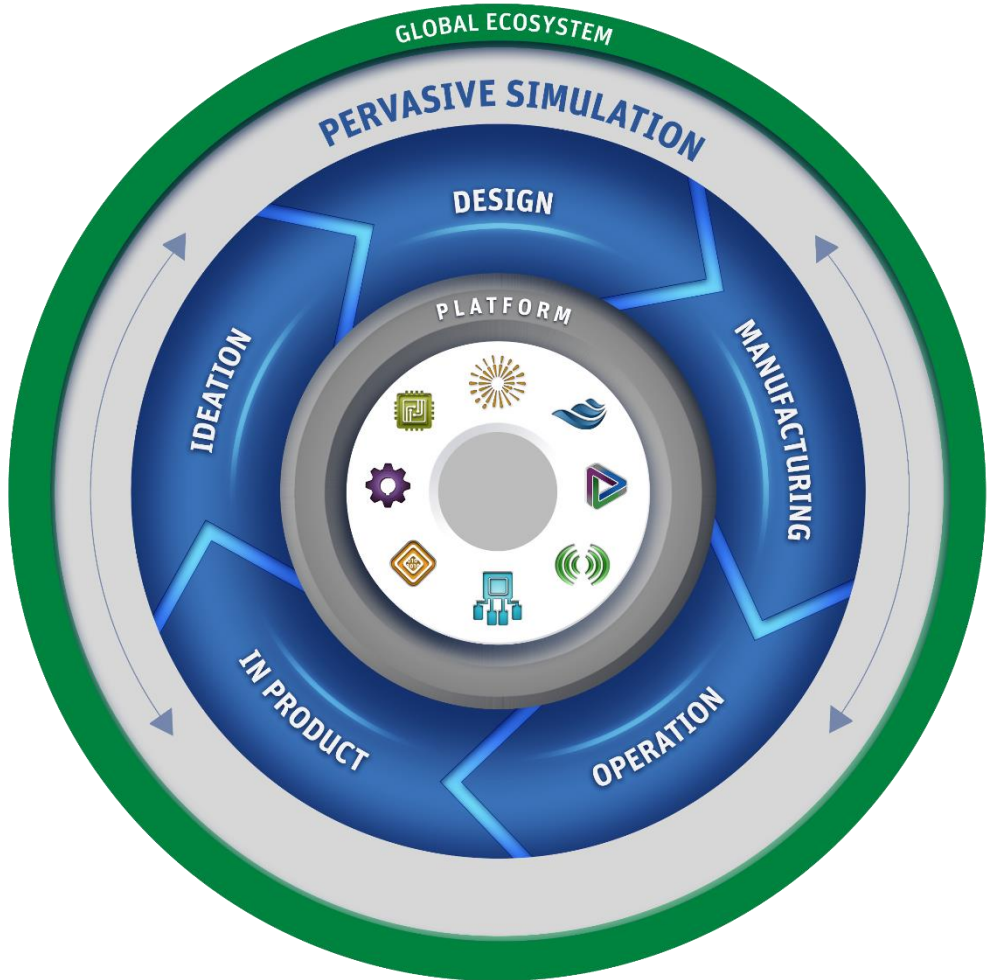 GLOBAL ECOSYSTEM
PERVASIVE SIMULATION
DESIGN
PLATFORM
MANUFACTURING
IDEATION
IN PRODUCT
OPERATION